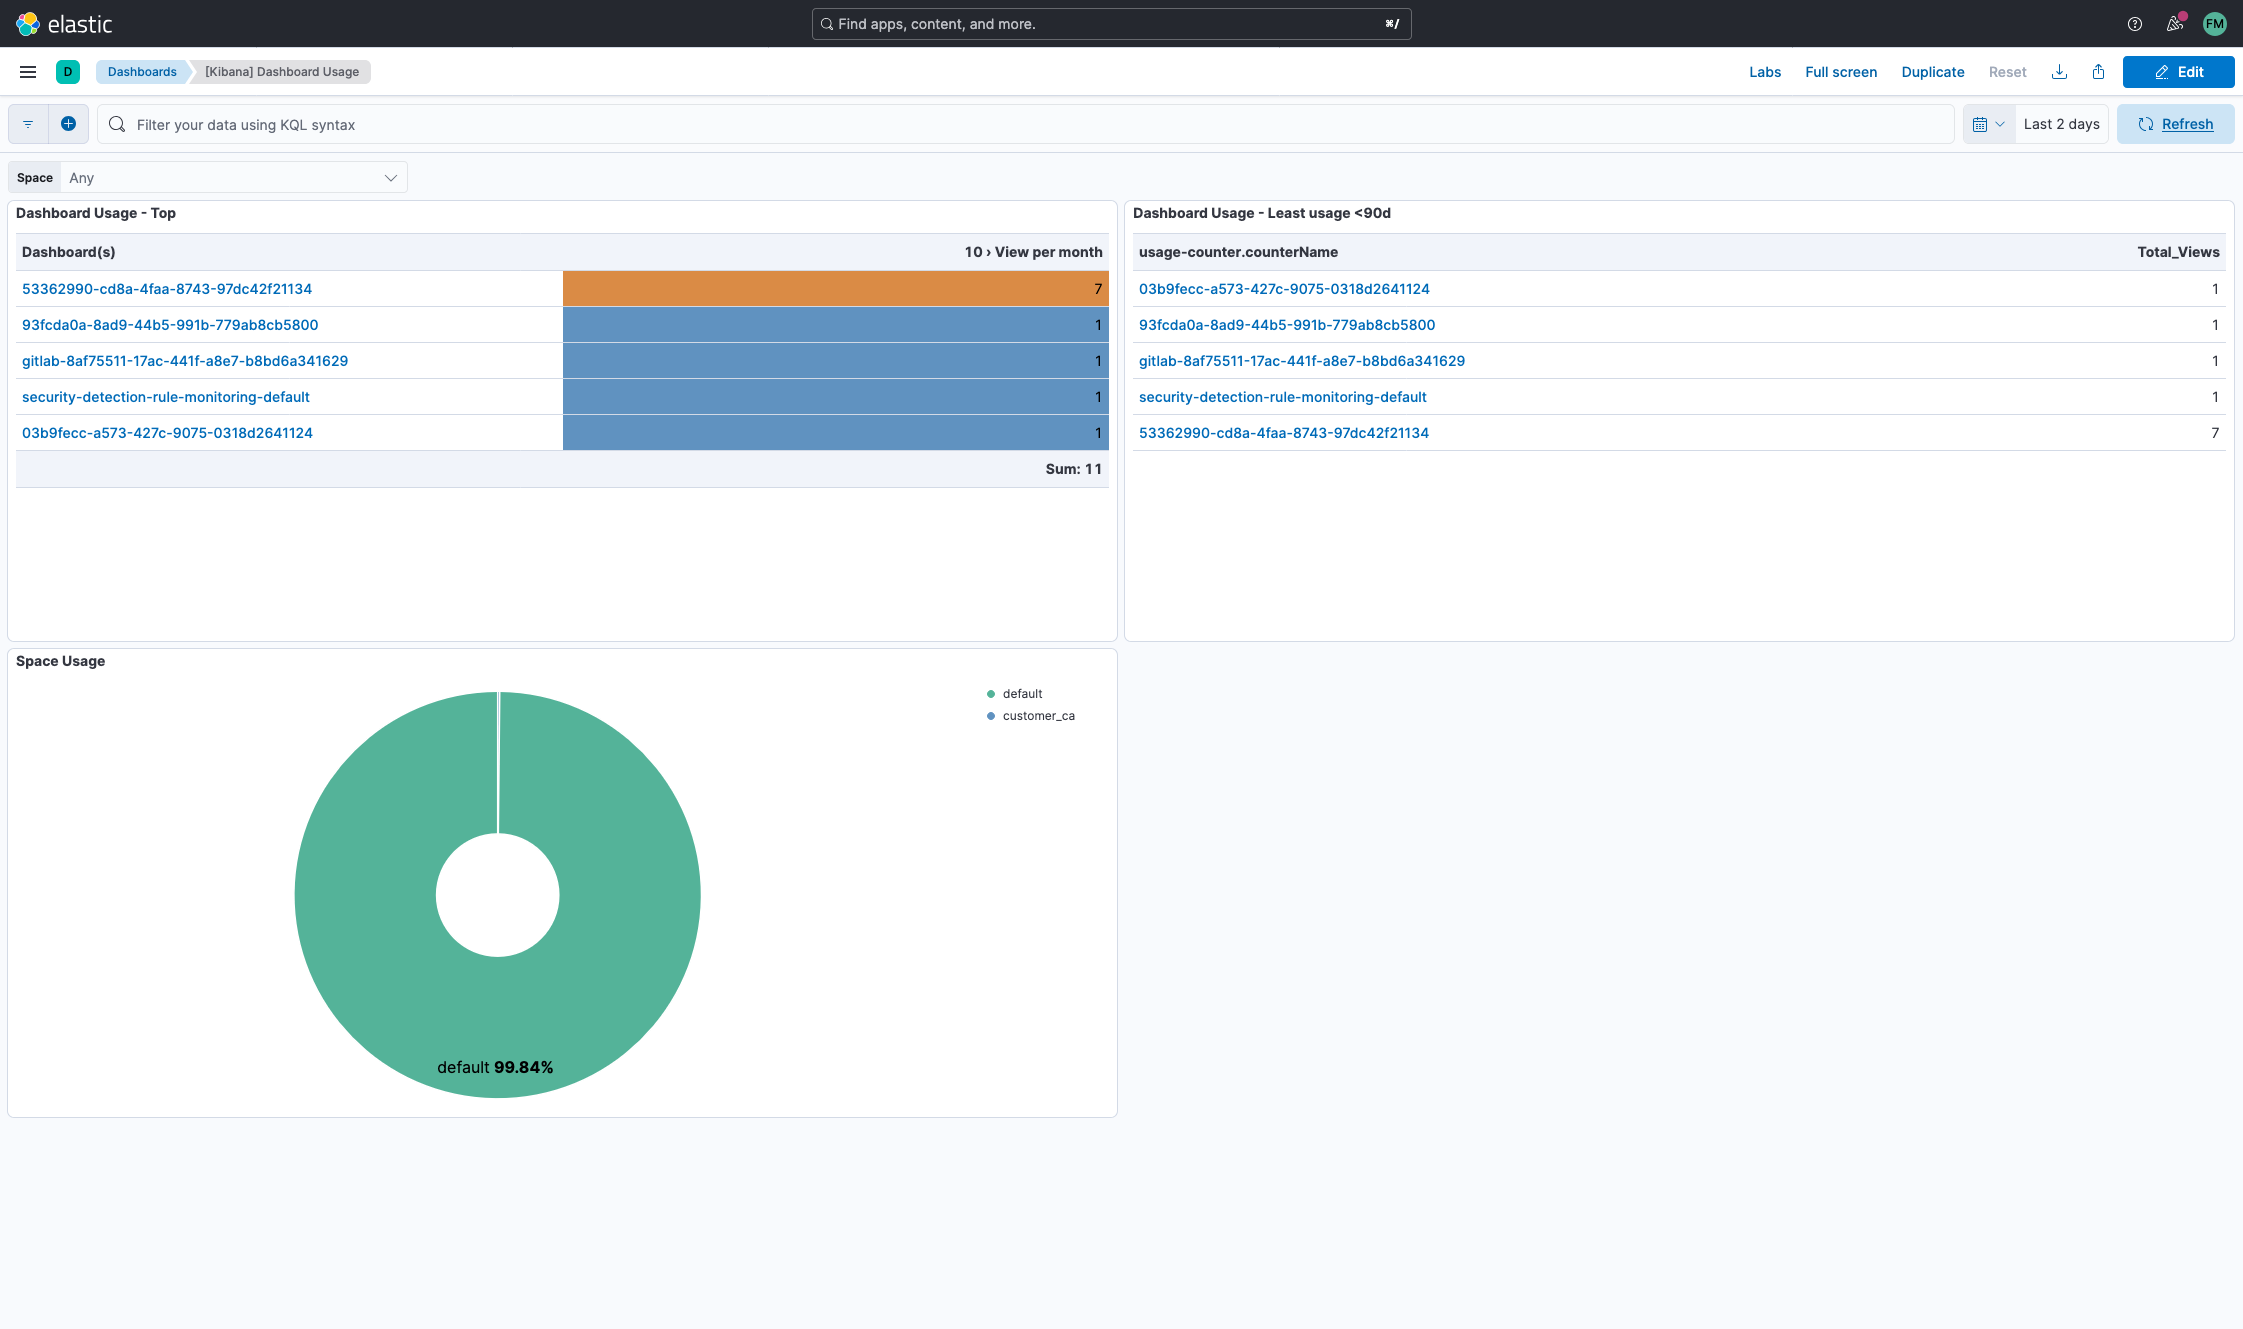 elastic
Find apps, content, and more. ⌘/
FM
D Dashboards [Kibana] Dashboard Usage Labs Full screen Duplicate Reset Edit
Filter your data using KQL syntax Last 2 days Refresh
Space Any
Dashboard Usage - Top
Dashboard(s) 10 › View per month
53362990-cd8a-4faa-8743-97dc42f21134 7
93fcda0a-8ad9-44b5-991b-779ab8cb5800 1
gitlab-8af75511-17ac-441f-a8e7-b8bd6a341629 1
security-detection-rule-monitoring-default 1
03b9fecc-a573-427c-9075-0318d2641124 1
Sum: 11
Dashboard Usage - Least usage <90d
usage-counter.counterName Total_Views
03b9fecc-a573-427c-9075-0318d2641124 1
93fcda0a-8ad9-44b5-991b-779ab8cb5800 1
gitlab-8af75511-17ac-441f-a8e7-b8bd6a341629 1
security-detection-rule-monitoring-default 1
53362990-cd8a-4faa-8743-97dc42f21134 7
Space Usage
default
customer_ca
default 99.84%